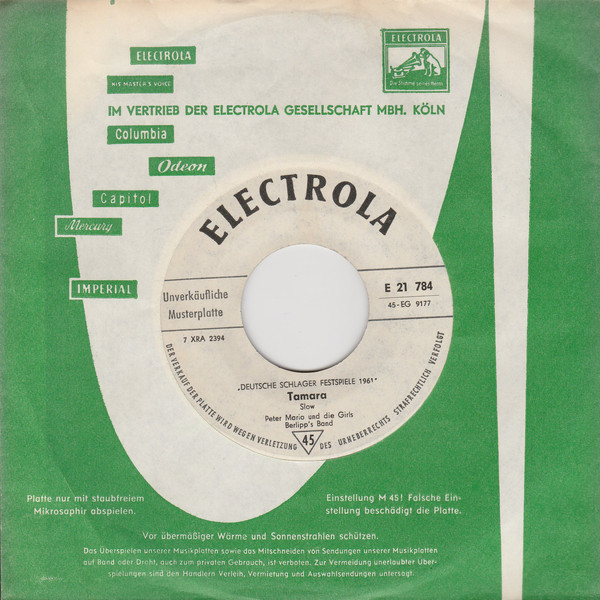 ELECTROLA
HIS MASTER'S VOICE
ELECTROLA
Die Stimme seines Herrn
IM VERTRIEB DER ELECTROLA GESELLSCHAFT MBH. KÖLN
Columbia
Odeon
Capitol
Mercury
IMPERIAL
ELECTROLA
Unverkäufliche
Musterplatte
E 21 784
45-EG 9177
7 XRA 2394
„DEUTSCHE SCHLAGER FESTSPIELE 1961"
Tamara
Slow
Peter Mario und die Girls
Berlipp's Band
45
DER VERKAUF DER PLATTE WIRD WEGEN VERLETZUNG DES URHEBERRECHTS STRAFRECHTLICH VERFOLGT
Platte nur mit staubfreiem
Mikrosaphir abspielen.
Einstellung M 45! Falsche Ein-
stellung beschädigt die Platte.
Vor übermäßiger Wärme und Sonnenstrahlen schützen.
Das Überspielen unserer Musikplatten sowie das Mitschneiden von Sendungen unserer Musikplatten
auf Band oder Draht, auch zum privaten Gebrauch, ist verboten. Zur Vermeidung unerlaubter Über-
spielungen sind den Händlern Verleih, Vermietung und Auswahlsendungen untersagt.